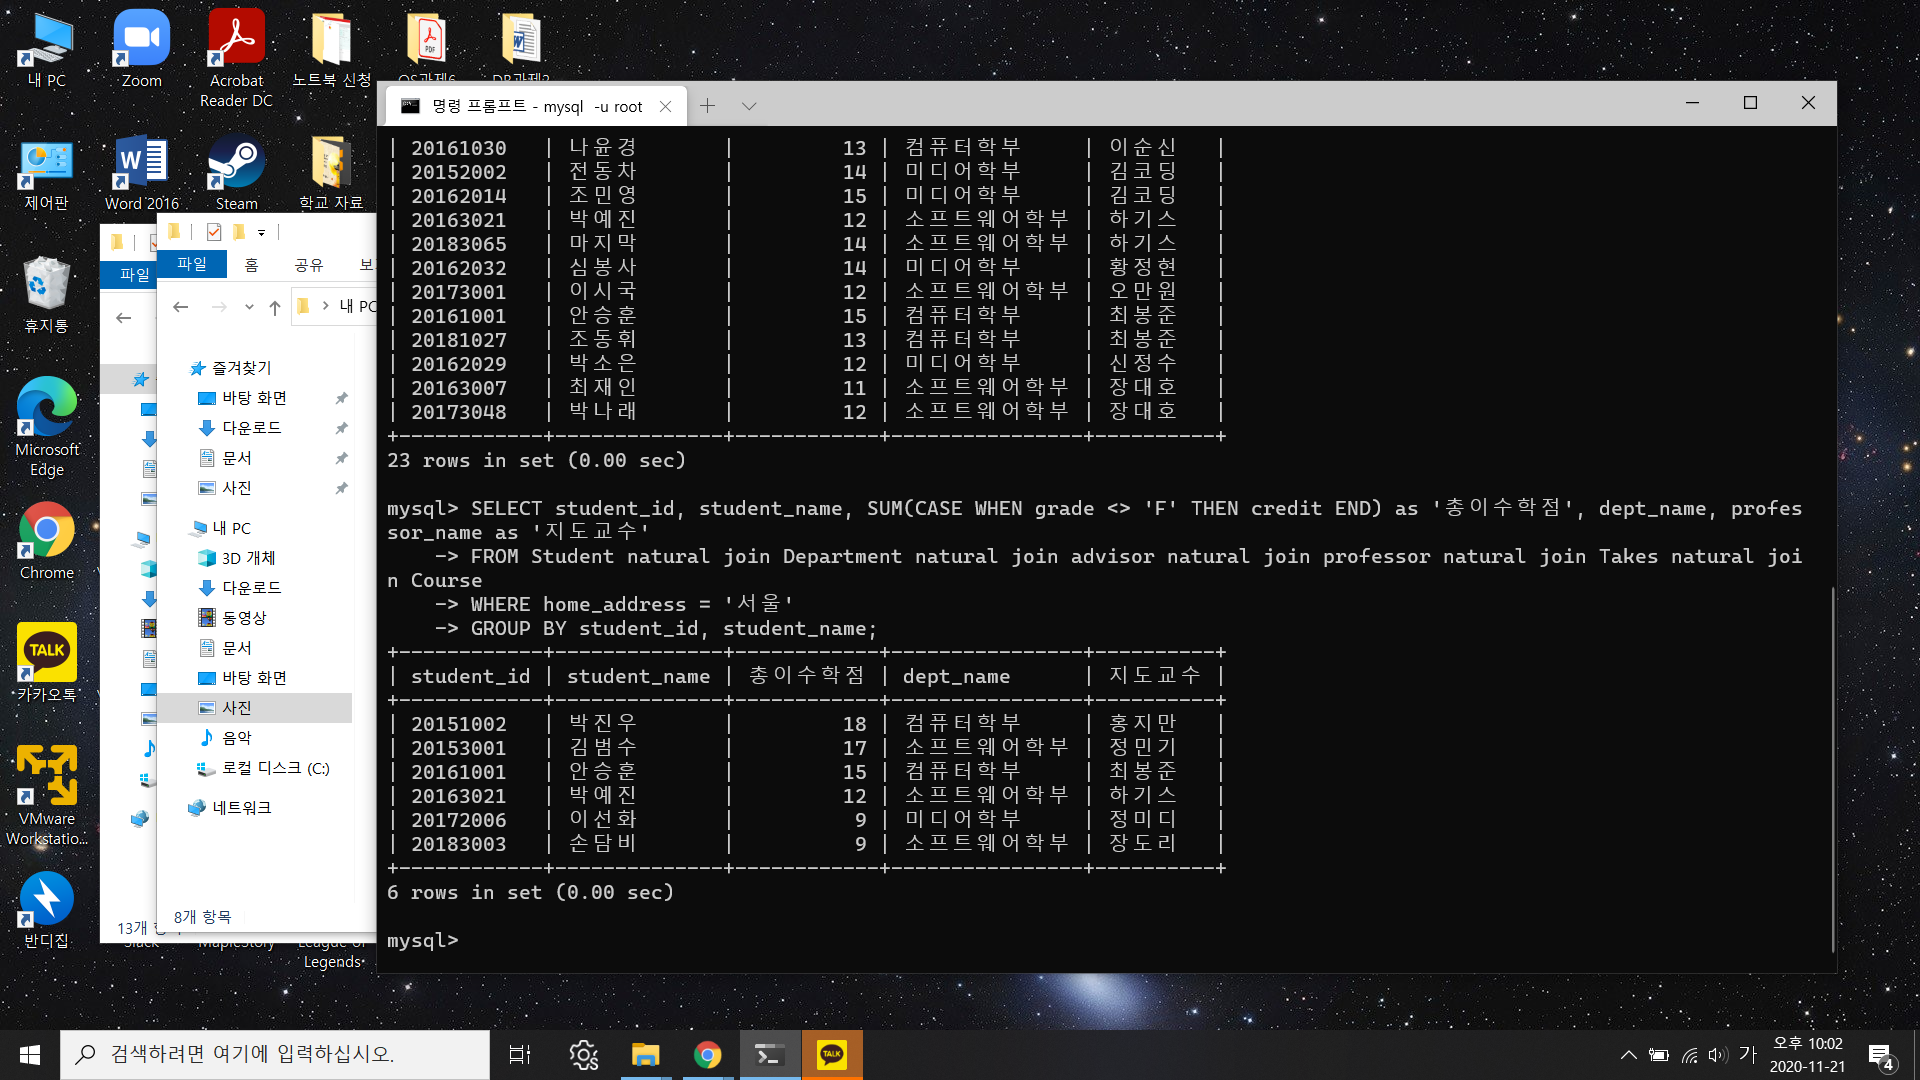 내 PC
Zoom
Acrobat
Reader DC
노트북 신청
OS과제6
DB과제2
제어판
Word 2016
Steam
학교 자료
휴지통
Microsoft
Edge
Chrome
카카오톡
VMware
Workstatio...
반디집
Slack
MapleStory
League of
Legends
파일
13개 항
파일
홈
공유
보
내 PC
즐겨찾기
바탕 화면
다운로드
문서
사진
내 PC
3D 개체
다운로드
동영상
문서
바탕 화면
사진
음악
로컬 디스크 (C:)
네트워크
8개 항목
명령 프롬프트 - mysql  -u root
| 20161030   | 나윤경        |            13 | 컴퓨터학부      | 이순신    |
| 20152002   | 전동차        |            14 | 미디어학부      | 김코딩    |
| 20162014   | 조민영        |            15 | 미디어학부      | 김코딩    |
| 20163021   | 박예진        |            12 | 소프트웨어학부 | 하기스    |
| 20183065   | 마지막        |            14 | 소프트웨어학부 | 하기스    |
| 20162032   | 심봉사        |            14 | 미디어학부      | 황정현    |
| 20173001   | 이시국        |            12 | 소프트웨어학부 | 오만원    |
| 20161001   | 안승훈        |            15 | 컴퓨터학부      | 최봉준    |
| 20181027   | 조동휘        |            13 | 컴퓨터학부      | 최봉준    |
| 20162029   | 박소은        |            12 | 미디어학부      | 신정수    |
| 20163007   | 최재인        |            11 | 소프트웨어학부 | 장대호    |
| 20173048   | 박나래        |            12 | 소프트웨어학부 | 장대호    |
+------------+--------------+------------+----------------+----------+
23 rows in set (0.00 sec)
mysql> SELECT student_id, student_name, SUM(CASE WHEN grade <> 'F' THEN credit END) as '총이수학점', dept_name, profes
sor_name as '지도교수'
    -> FROM Student natural join Department natural join advisor natural join professor natural join Takes natural joi
n Course
    -> WHERE home_address = '서울'
    -> GROUP BY student_id, student_name;
+------------+--------------+------------+----------------+----------+
| student_id | student_name | 총이수학점 | dept_name      | 지도교수 |
+------------+--------------+------------+----------------+----------+
| 20151002   | 박진우        |            18 | 컴퓨터학부      | 홍지만    |
| 20153001   | 김범수        |            17 | 소프트웨어학부 | 정민기    |
| 20161001   | 안승훈        |            15 | 컴퓨터학부      | 최봉준    |
| 20163021   | 박예진        |            12 | 소프트웨어학부 | 하기스    |
| 20172006   | 이선화        |             9 | 미디어학부      | 정미디    |
| 20183003   | 손담비        |             9 | 소프트웨어학부 | 장도리    |
+------------+--------------+------------+----------------+----------+
6 rows in set (0.00 sec)
mysql>
검색하려면 여기에 입력하십시오.
TALK
가
오후 10:02
2020-11-21
4